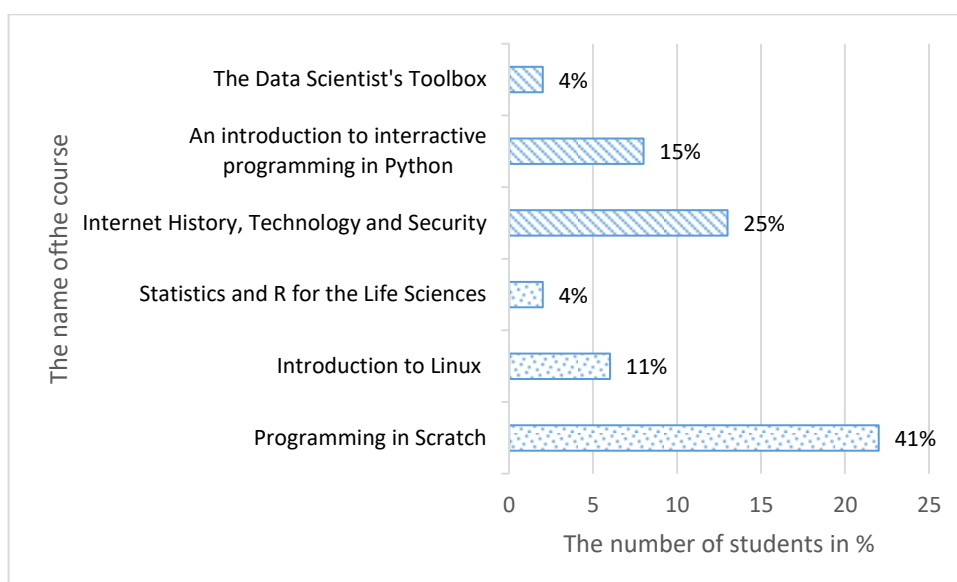 The Data Scientist's Toolbox
4%
An introduction to interractive
programming in Python
15%
Internet History, Technology and Security
25%
Statistics and R for the Life Sciences
4%
Introduction to Linux
11%
Programming in Scratch
41%
The name ofthe course
0 5 10 15 20 25
The number of students in %